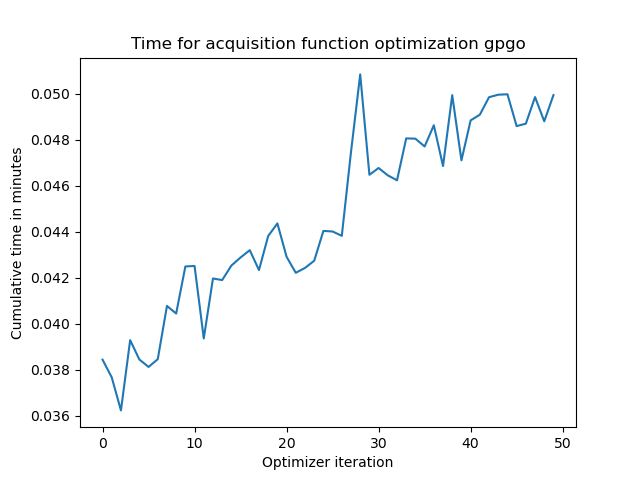 Time for acquisition function optimization gpgo
Cumulative time in minutes
0.050
0.048
0.046
0.044
0.042
0.040
0.038
0.036
0 10 20 30 40 50
Optimizer iteration